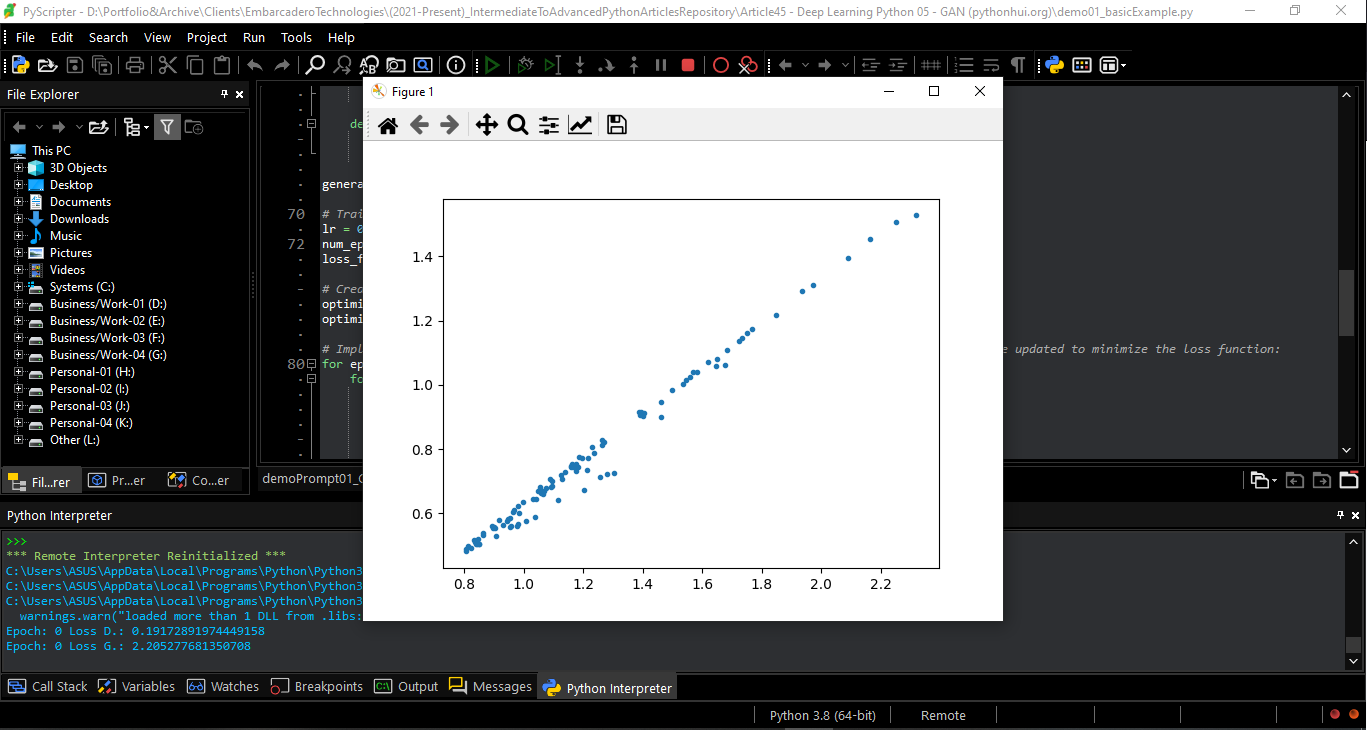 PyScripter - D:\Portfolio&Archive\Clients\EmbarcaderoTechnologies\(2021-Present)_IntermediateToAdvancedPythonArticlesRepository\Article45 - Deep Learning Python 05 - GAN (pythonhui.org)\demo01_basicExample.py
File Edit Search View Project Run Tools Help
File Explorer
This PC
3D Objects
Desktop
Documents
Downloads
Music
Pictures
Videos
Systems (C:)
Business/Work-01 (D:)
Business/Work-02 (E:)
Business/Work-03 (F:)
Business/Work-04 (G:)
Personal-01 (H:)
Personal-02 (I:)
Personal-03 (J:)
Personal-04 (K:)
Other (L:)
Fil...rer Pr...er Co...er
de
genera
70 # Trai
lr = 0
72 num_ep
loss_f
# Crea
optimi
optimi
# Impl e updated to minimize the loss function:
80 for ep
fo
demoPrompt01_
Figure 1
1.4
1.2
1.0
0.8
0.6
0.8 1.0 1.2 1.4 1.6 1.8 2.0 2.2
Python Interpreter
>>>
*** Remote Interpreter Reinitialized ***
C:\Users\ASUS\AppData\Local\Programs\Python\Python3
C:\Users\ASUS\AppData\Local\Programs\Python\Python3
C:\Users\ASUS\AppData\Local\Programs\Python\Python3
warnings.warn("loaded more than 1 DLL from .libs:
Epoch: 0 Loss D.: 0.19172891974449158
Epoch: 0 Loss G.: 2.205277681350708
Call Stack Variables Watches Breakpoints Output Messages Python Interpreter
Python 3.8 (64-bit) Remote